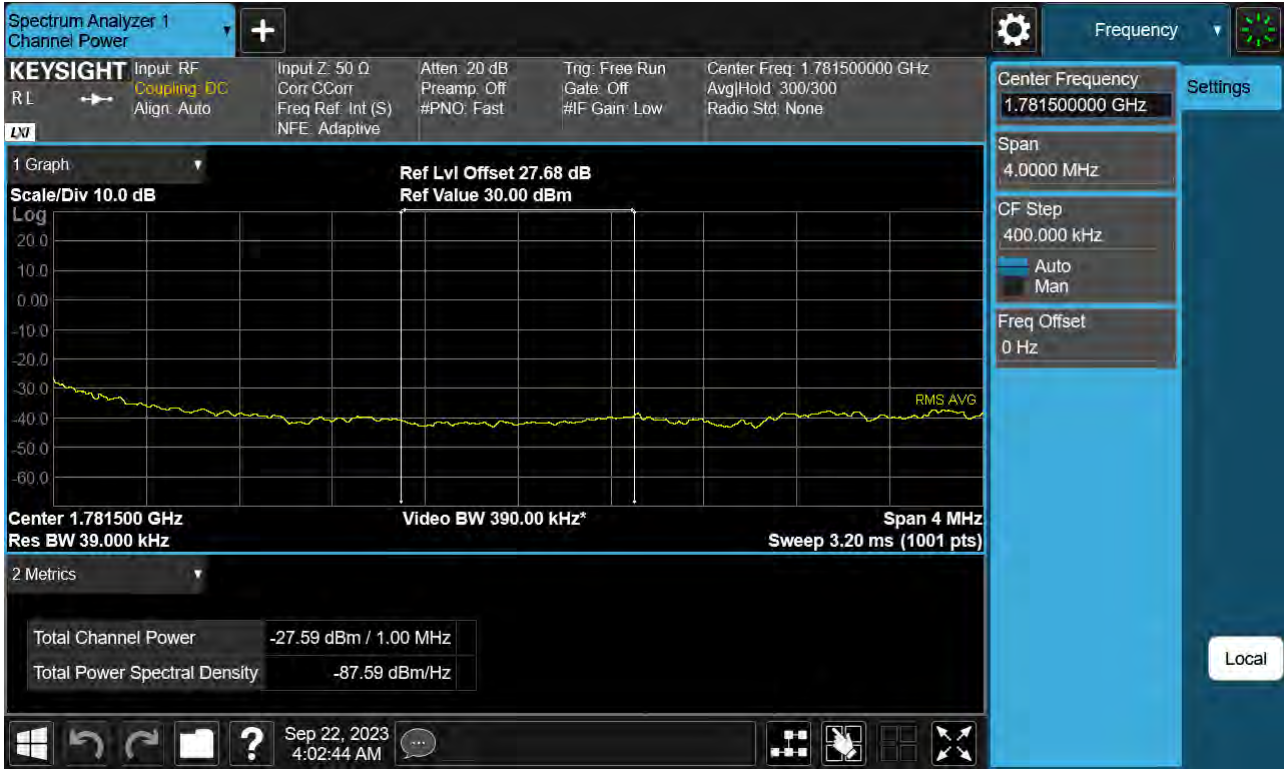 Spectrum Analyzer 1
Channel Power
+
Frequency
KEYSIGHT
R L
LXI
Input: RF
Coupling: DC
Align: Auto
Input Z: 50 Ω
Corr CCorr
Freq Ref: Int (S)
NFE: Adaptive
Atten: 20 dB
Preamp: Off
#PNO: Fast
Trig: Free Run
Gate: Off
#IF Gain: Low
Center Freq: 1.781500000 GHz
Avg|Hold: 300/300
Radio Std: None
Center Frequency
1.781500000 GHz
Settings
Span
4.0000 MHz
CF Step
400.000 kHz
Auto
Man
Freq Offset
0 Hz
1 Graph
Ref Lvl Offset 27.68 dB
Scale/Div 10.0 dB
Ref Value 30.00 dBm
Log
20.0
10.0
0.00
-10.0
-20.0
-30.0
-40.0
-50.0
-60.0
RMS AVG
Center 1.781500 GHz
Video BW 390.00 kHz*
Span 4 MHz
Res BW 39.000 kHz
Sweep 3.20 ms (1001 pts)
2 Metrics
Total Channel Power -27.59 dBm / 1.00 MHz
Total Power Spectral Density -87.59 dBm/Hz
Local
?
Sep 22, 2023
4:02:44 AM